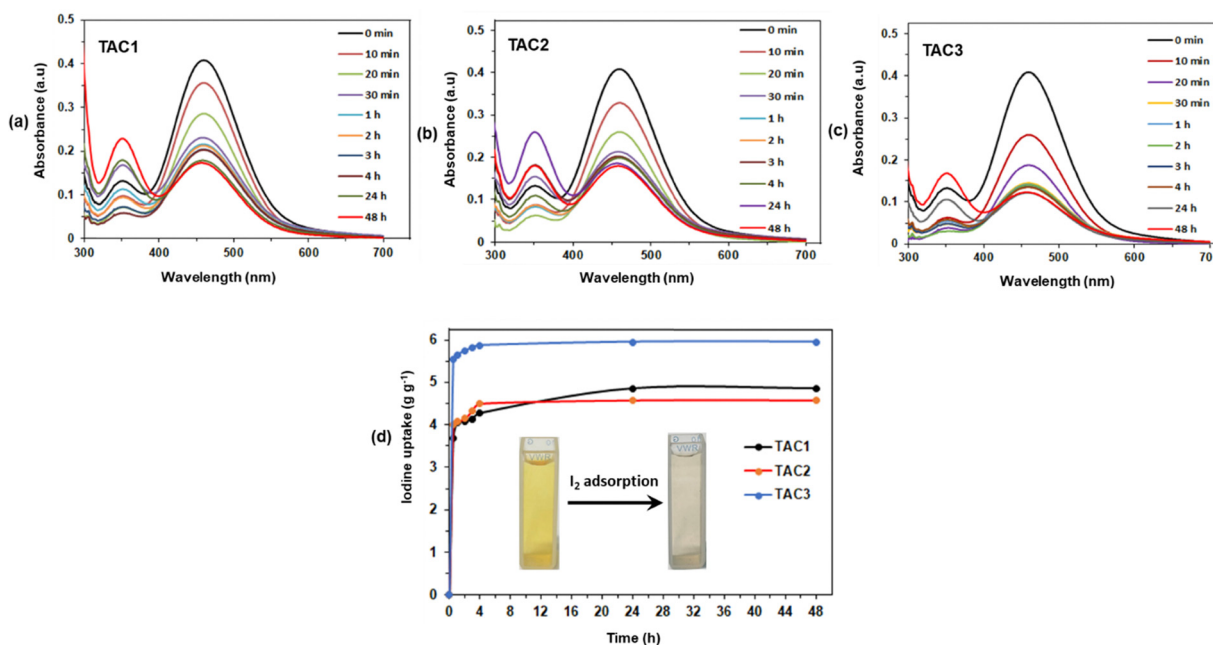 (a)
TAC1
Absorbance (a.u)
0.5
0.4
0.3
0.2
0.1
0
300
400
500
600
700
Wavelength (nm)
0 min
10 min
20 min
30 min
1 h
2 h
3 h
4 h
24 h
48 h
(b)
TAC2
Absorbance (a.u)
0.5
0.4
0.3
0.2
0.1
0
300
400
500
600
700
Wavelength (nm)
0 min
10 min
20 min
30 min
1 h
2 h
3 h
4 h
24 h
48 h
(c)
TAC3
Absorbance (a.u)
0.5
0.4
0.3
0.2
0.1
0
300
400
500
600
700
Wavelength (nm)
0 min
10 min
20 min
30 min
1 h
2 h
3 h
4 h
24 h
48 h
(d)
Iodine uptake (g g⁻¹)
6
5
4
3
2
1
0
0
4
8
12
16
20
24
28
32
36
40
44
48
Time (h)
VWR
I₂ adsorption
VWR
TAC1
TAC2
TAC3